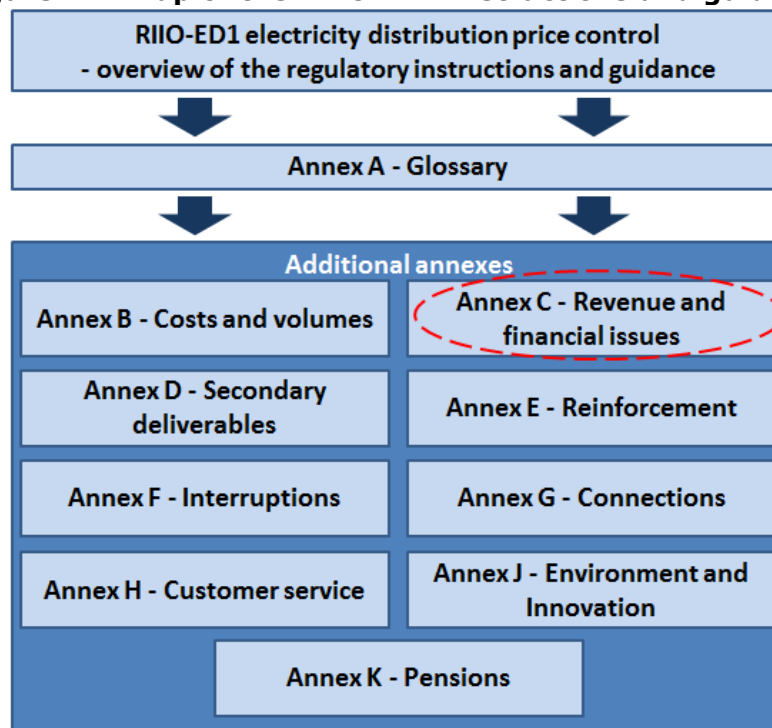 RIIO-ED1 electricity distribution price control
- overview of the regulatory instructions and guidance
Annex A - Glossary
Additional annexes
Annex B - Costs and volumes
Annex C - Revenue and
financial issues
Annex D - Secondary
deliverables
Annex E - Reinforcement
Annex F - Interruptions
Annex G - Connections
Annex H - Customer service
Annex J - Environment and
Innovation
Annex K - Pensions